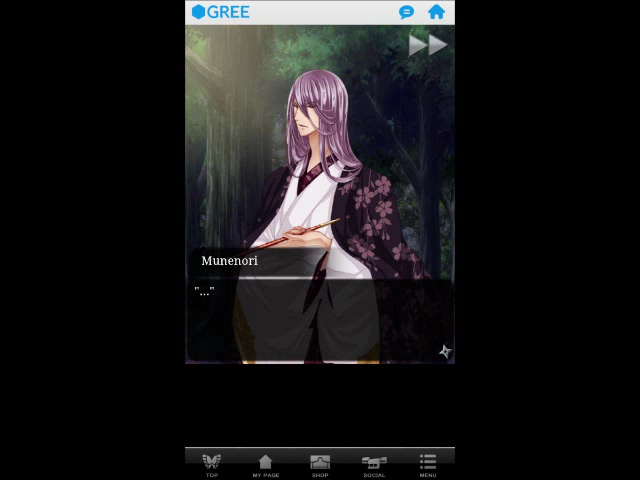 GREE
Munenori
"..."
TOP
MY PAGE
SHOP
SOCIAL
MENU